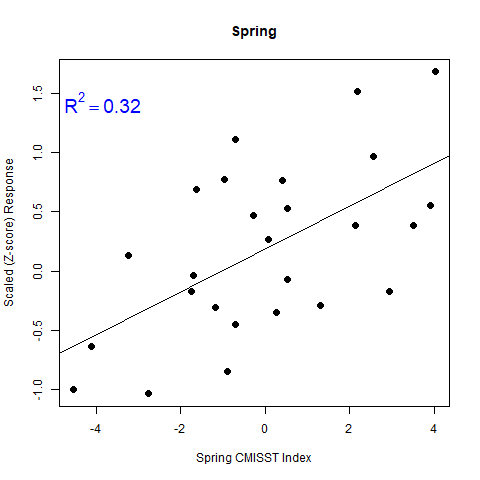 Spring
R² = 0.32
Scaled (Z-score) Response
1.5
1.0
0.5
0.0
-0.5
-1.0
-4 -2 0 2 4
Spring CMISST Index